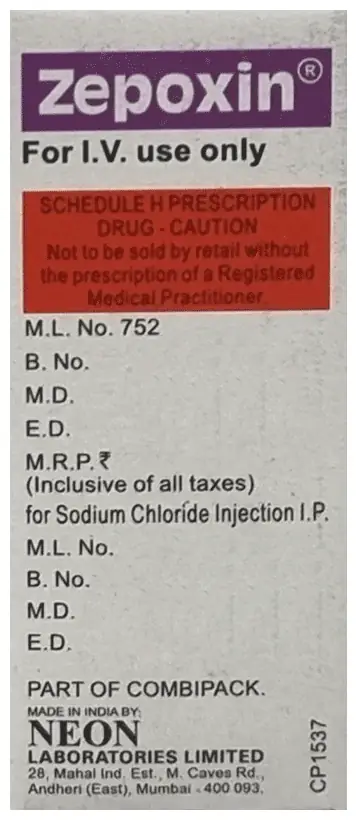 Zepoxin®
For I.V. use only
SCHEDULE H PRESCRIPTION
DRUG - CAUTION
Not to be sold by retail without
the prescription of a Registered
Medical Practitioner.
M.L. No. 752
B. No.
M.D.
E.D.
M.R.P. ₹
(Inclusive of all taxes)
for Sodium Chloride Injection I.P.
M.L. No.
B. No.
M.D.
E.D.
PART OF COMBIPACK.
MADE IN INDIA BY:
NEON
LABORATORIES LIMITED
28, Mahal Ind. Est., M. Caves Rd.,
Andheri (East), Mumbai - 400 093.
CP1537